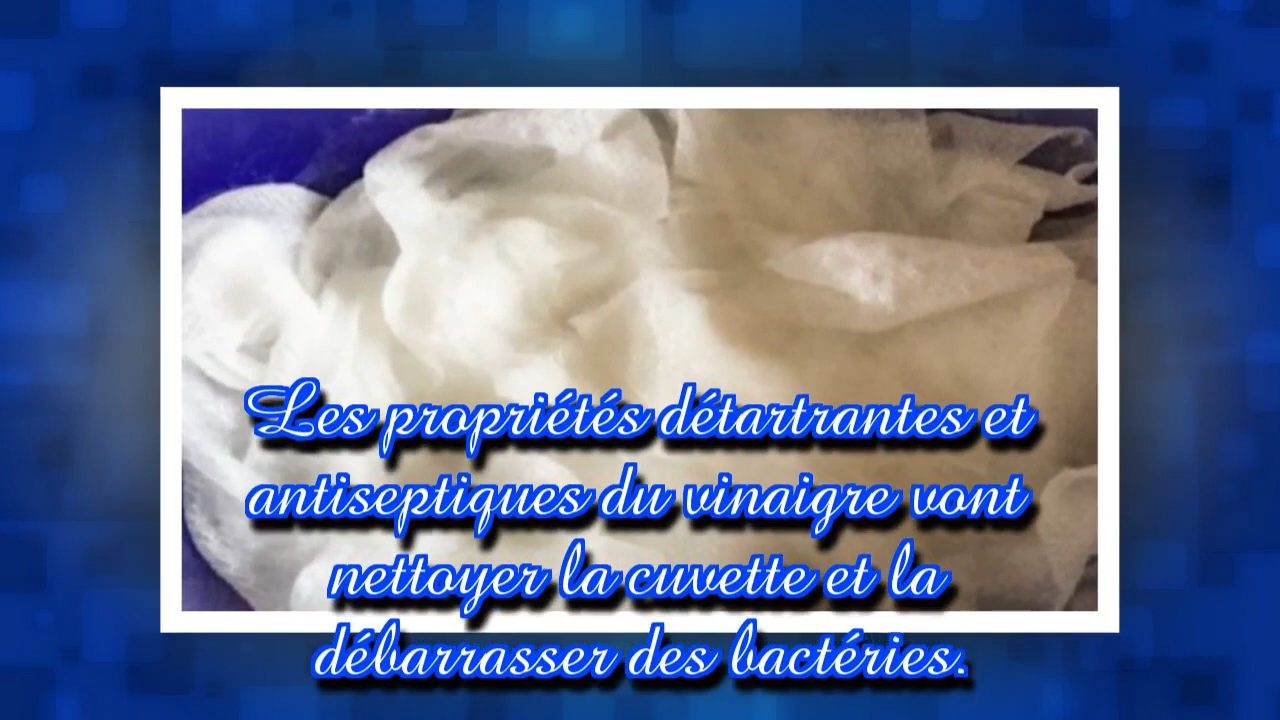 Les propriétés détartrantes et
antiseptiques du vinaigre vont
nettoyer la cuvette et la
débarrasser des bactéries.